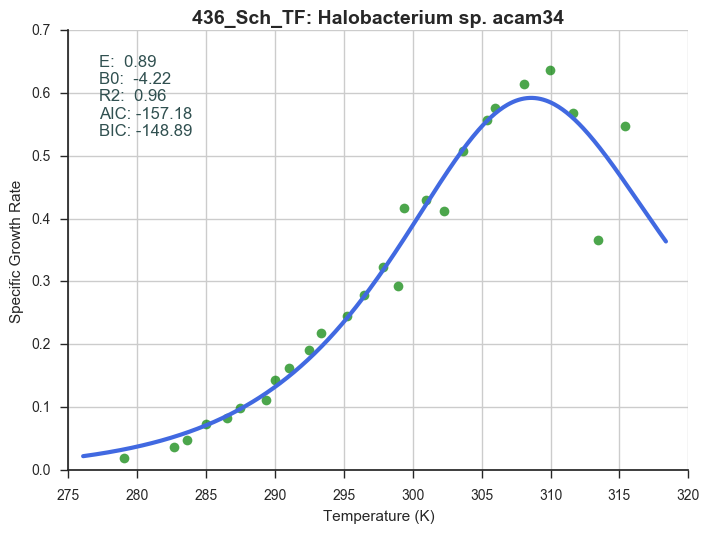 436_Sch_TF: Halobacterium sp. acam34
E:  0.89
B0:  -4.22
R2:  0.96
AIC: -157.18
BIC: -148.89
Specific Growth Rate
0.7
0.6
0.5
0.4
0.3
0.2
0.1
0.0
275 280 285 290 295 300 305 310 315 320
Temperature (K)